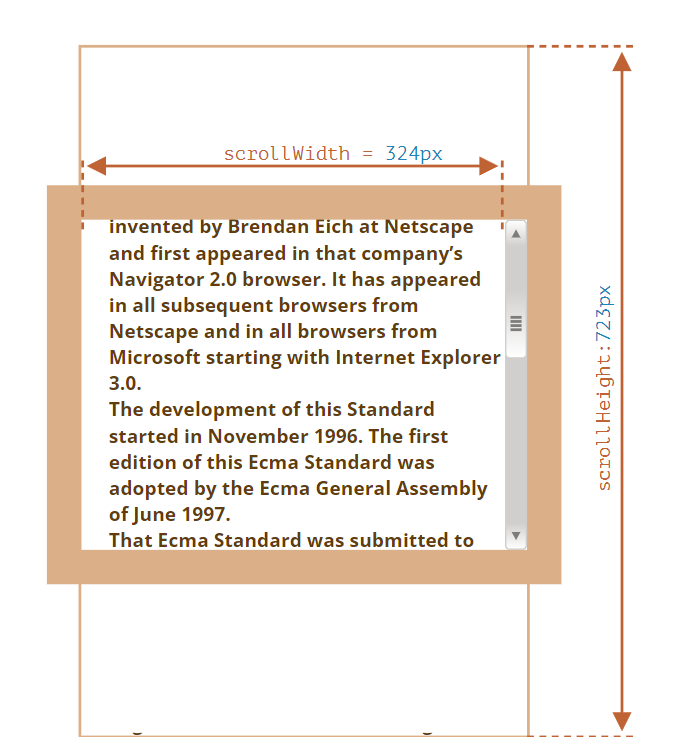 scrollWidth = 324px
invented by Brendan Eich at Netscape
and first appeared in that company’s
Navigator 2.0 browser. It has appeared
in all subsequent browsers from
Netscape and in all browsers from
Microsoft starting with Internet Explorer
3.0.
The development of this Standard
started in November 1996. The first
edition of this Ecma Standard was
adopted by the Ecma General Assembly
of June 1997.
That Ecma Standard was submitted to
scrollHeight:723px